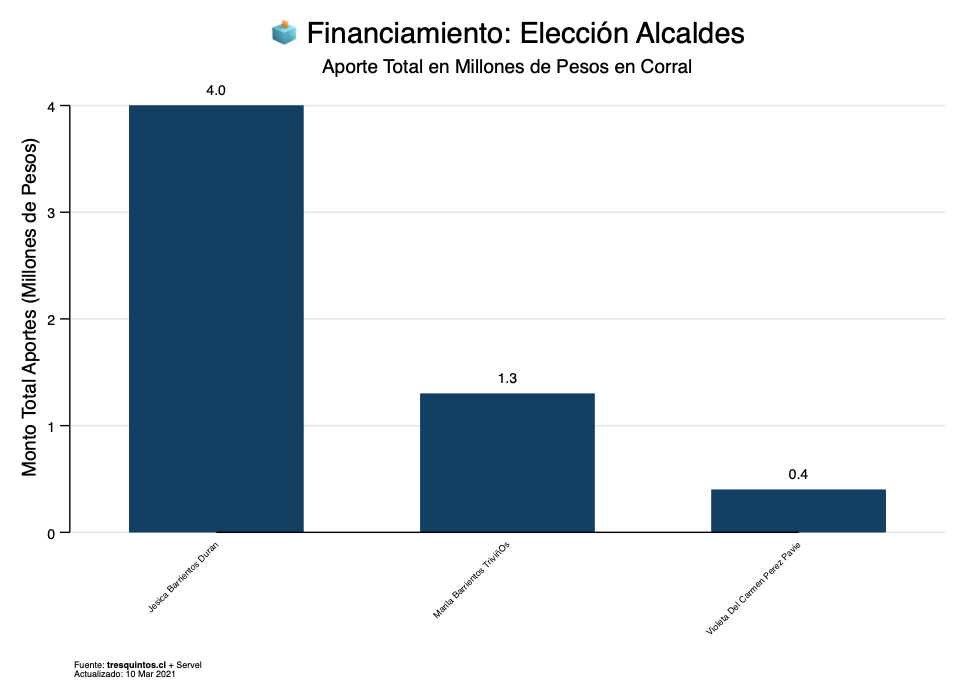 Financiamiento: Elección Alcaldes
Aporte Total en Millones de Pesos en Corral
Monto Total Aportes (Millones de Pesos)
4
3
2
1
0
4.0
1.3
0.4
Jesica Barrientos Duran
Marila Barrientos TriviñOs
Violeta Del Carmen Perez Pavie
Fuente: tresquintos.cl + Servel
Actualizado: 10 Mar 2021